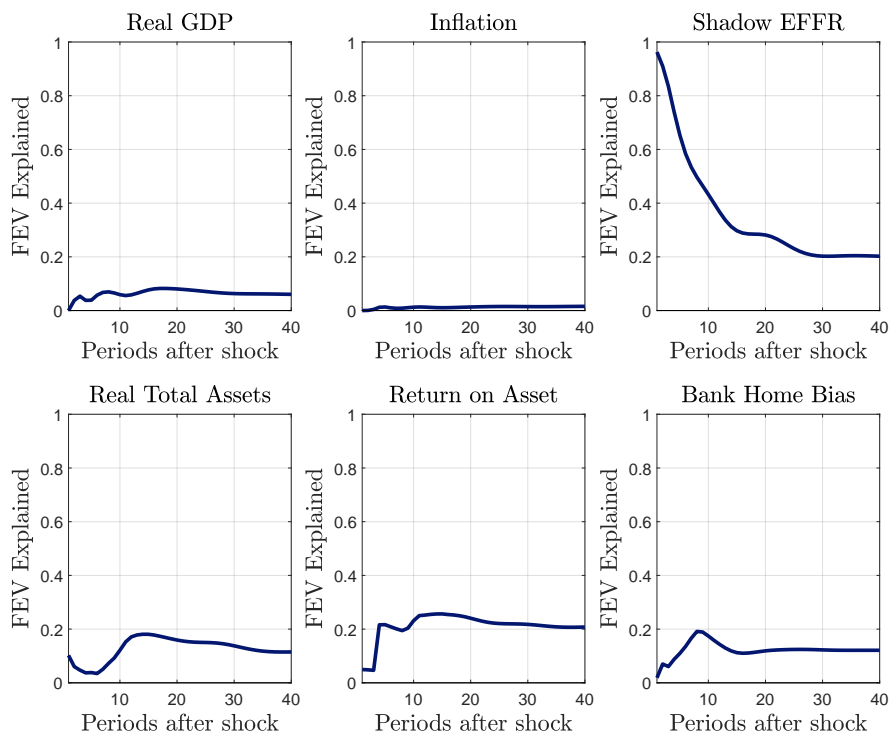 Real GDP
Inflation
Shadow EFFR
FEV Explained
1
0.8
0.6
0.4
0.2
0
10 20 30 40
Periods after shock
FEV Explained
1
0.8
0.6
0.4
0.2
0
10 20 30 40
Periods after shock
FEV Explained
1
0.8
0.6
0.4
0.2
0
10 20 30 40
Periods after shock
Real Total Assets
Return on Asset
Bank Home Bias
FEV Explained
1
0.8
0.6
0.4
0.2
0
10 20 30 40
Periods after shock
FEV Explained
1
0.8
0.6
0.4
0.2
0
10 20 30 40
Periods after shock
FEV Explained
1
0.8
0.6
0.4
0.2
0
10 20 30 40
Periods after shock